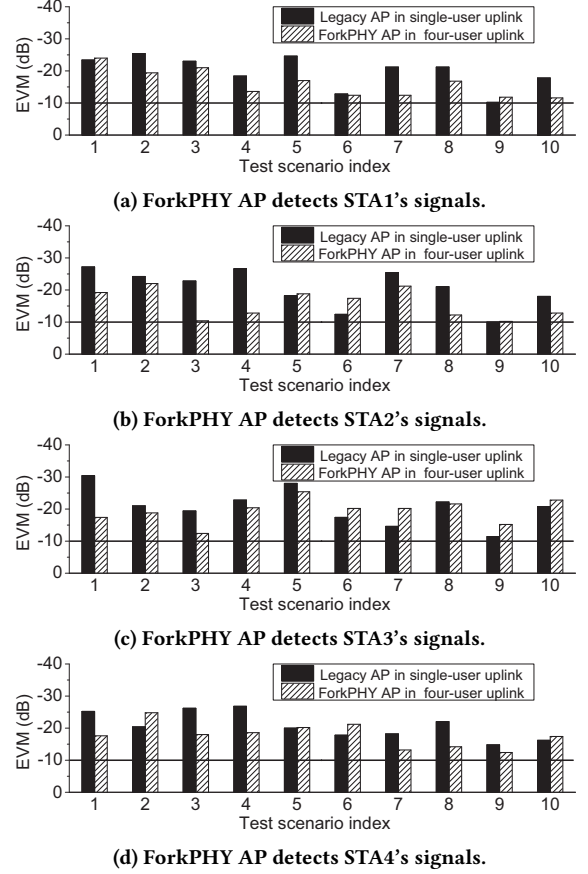 -40
-30
-20
-10
0
EVM (dB)
Legacy AP in single-user uplink
ForkPHY AP in four-user uplink
1 2 3 4 5 6 7 8 9 10
Test scenario index
(a) ForkPHY AP detects STA1's signals.
-40
-30
-20
-10
0
EVM (dB)
Legacy AP in single-user uplink
ForkPHY AP in four-user uplink
1 2 3 4 5 6 7 8 9 10
Test scenario index
(b) ForkPHY AP detects STA2's signals.
-40
-30
-20
-10
0
EVM (dB)
Legacy AP in single-user uplink
ForkPHY AP in four-user uplink
1 2 3 4 5 6 7 8 9 10
Test scenario index
(c) ForkPHY AP detects STA3's signals.
-40
-30
-20
-10
0
EVM (dB)
Legacy AP in single-user uplink
ForkPHY AP in four-user uplink
1 2 3 4 5 6 7 8 9 10
Test scenario index
(d) ForkPHY AP detects STA4's signals.